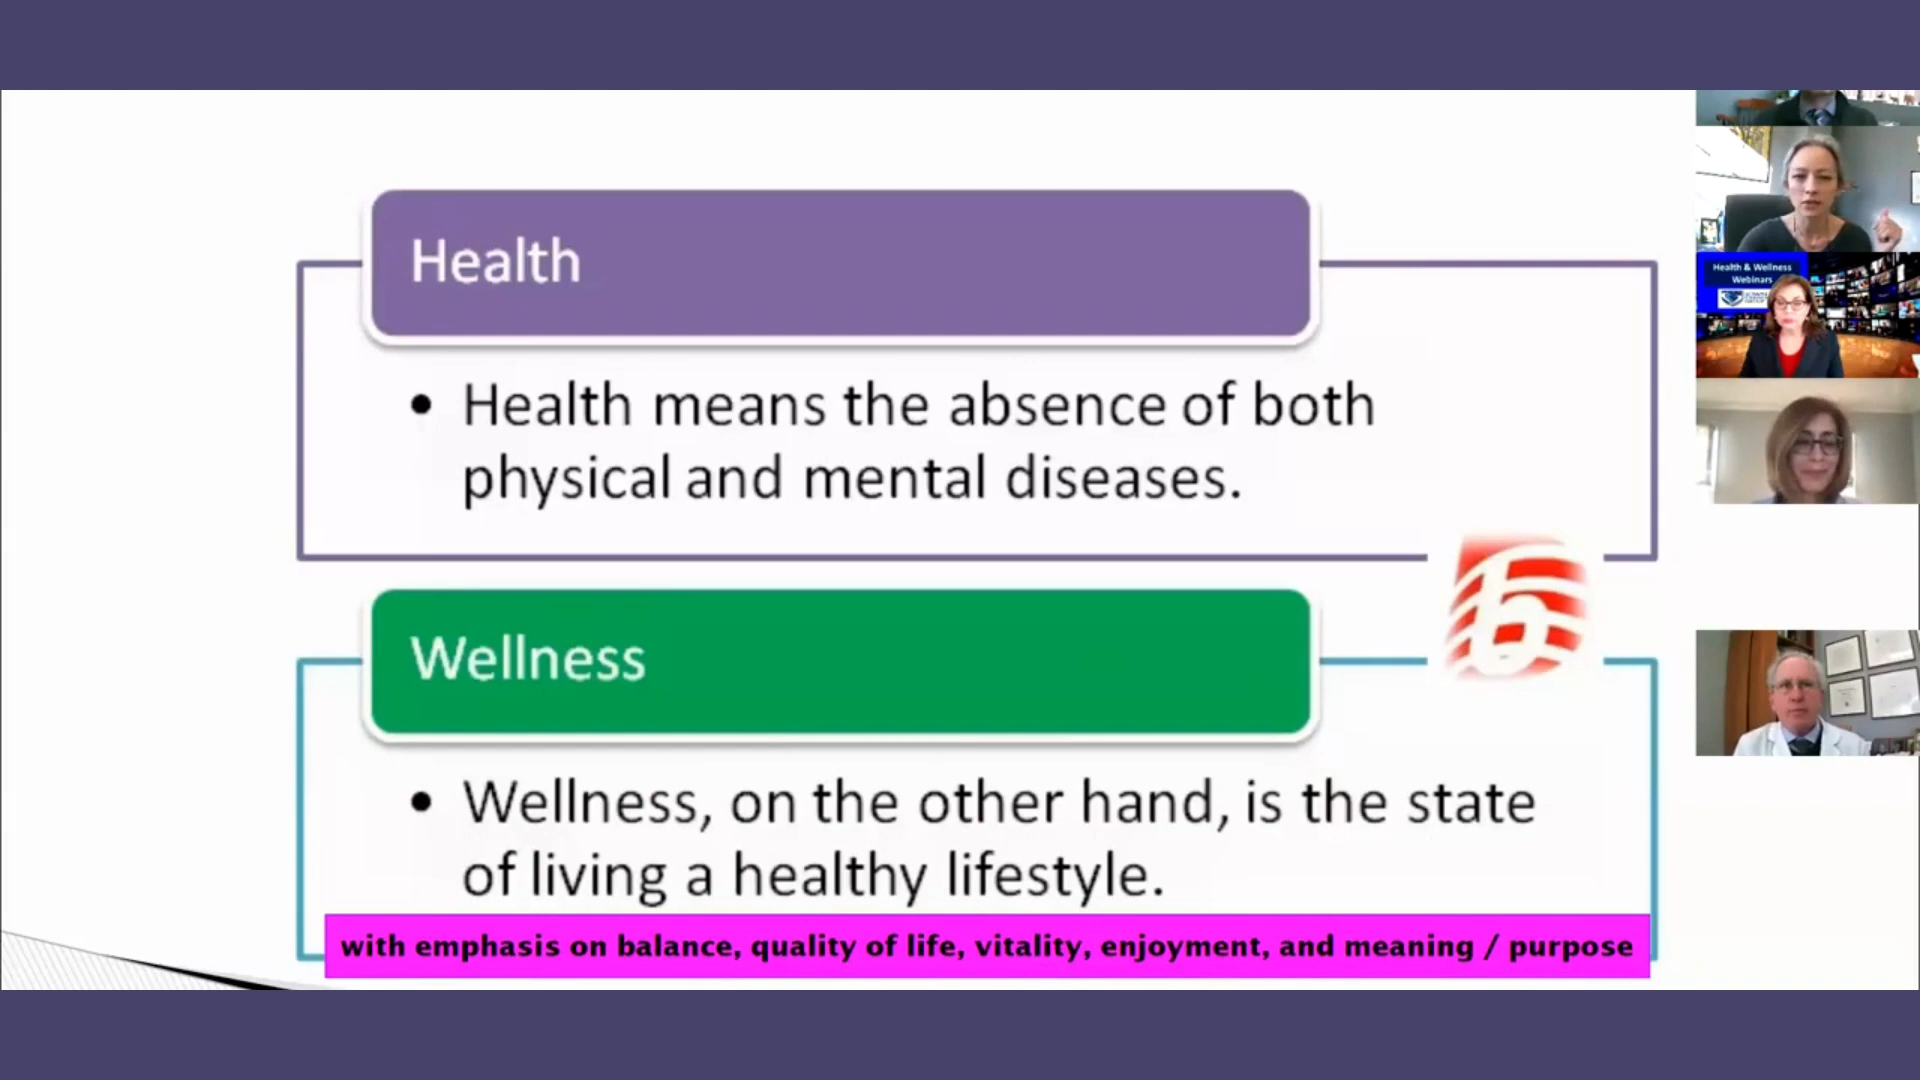 Health
• Health means the absence of both
physical and mental diseases.
Wellness
• Wellness, on the other hand, is the state
of living a healthy lifestyle.
with emphasis on balance, quality of life, vitality, enjoyment, and meaning / purpose
Health & Wellness
Webinars